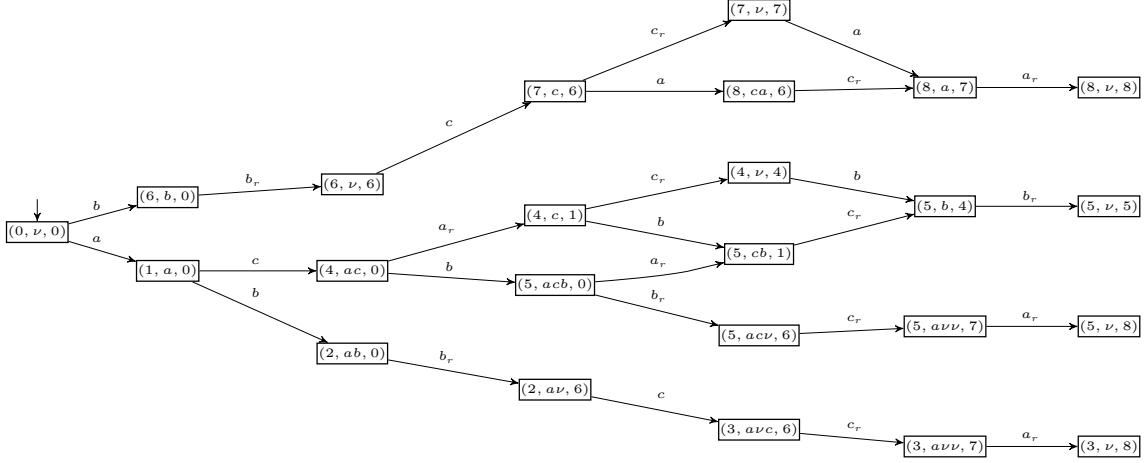 (7, ν, 7)
c_r
a
(7, c, 6)
a
(8, ca, 6)
c_r
(8, a, 7)
a_r
(8, ν, 8)
c
(6, b, 0)
b_r
(6, ν, 6)
b
(0, ν, 0)
a
(1, a, 0)
c
(4, ac, 0)
a_r
(4, c, 1)
c_r
(4, ν, 4)
b
(5, b, 4)
b_r
(5, ν, 5)
b
(5, cb, 1)
c_r
b
(5, acb, 0)
a_r
b_r
(5, acν, 6)
c_r
(5, aνν, 7)
a_r
(5, ν, 8)
b
(2, ab, 0)
b_r
(2, aν, 6)
c
(3, aνc, 6)
c_r
(3, aνν, 7)
a_r
(3, ν, 8)